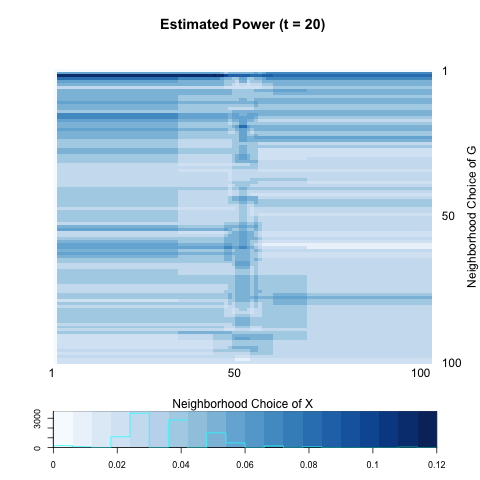 Estimated Power (t = 20)
1
Neighborhood Choice of G
50
100
1 50 100
Neighborhood Choice of X
3000
0
0 0.02 0.04 0.06 0.08 0.1 0.12